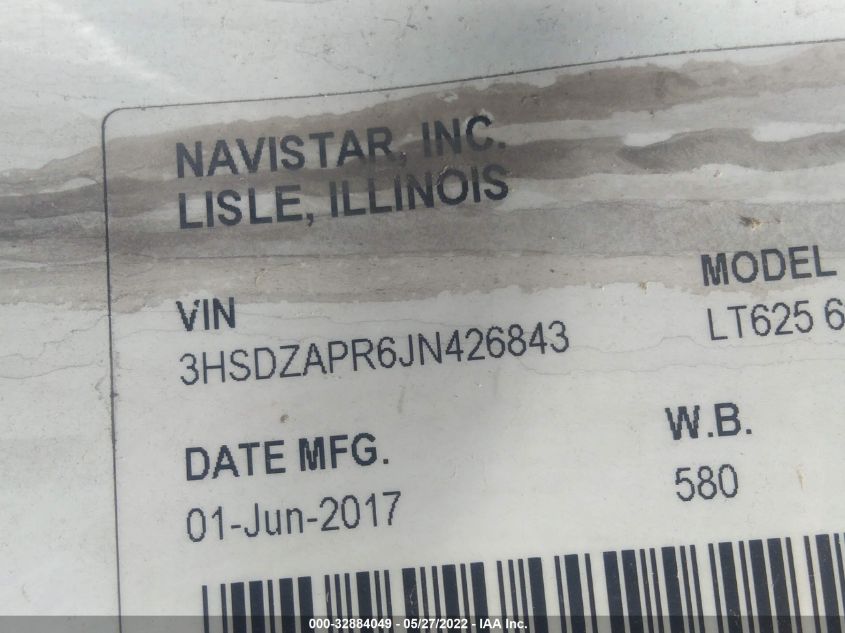 NAVISTAR, INC.
LISLE, ILLINOIS
MODEL
VIN
LT625 6
3HSDZAPR6JN426843
W.B.
DATE MFG.
580
01-Jun-2017
000-32884049 - 05/27/2022 - IAA Inc.